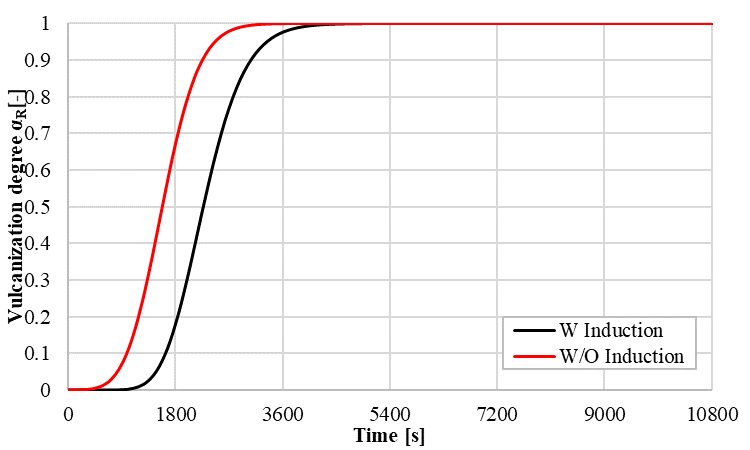 Vulcanization degree αR[-]
1
0.9
0.8
0.7
0.6
0.5
0.4
0.3
0.2
0.1
0
W Induction
W/O Induction
0 1800 3600 5400 7200 9000 10800
Time [s]